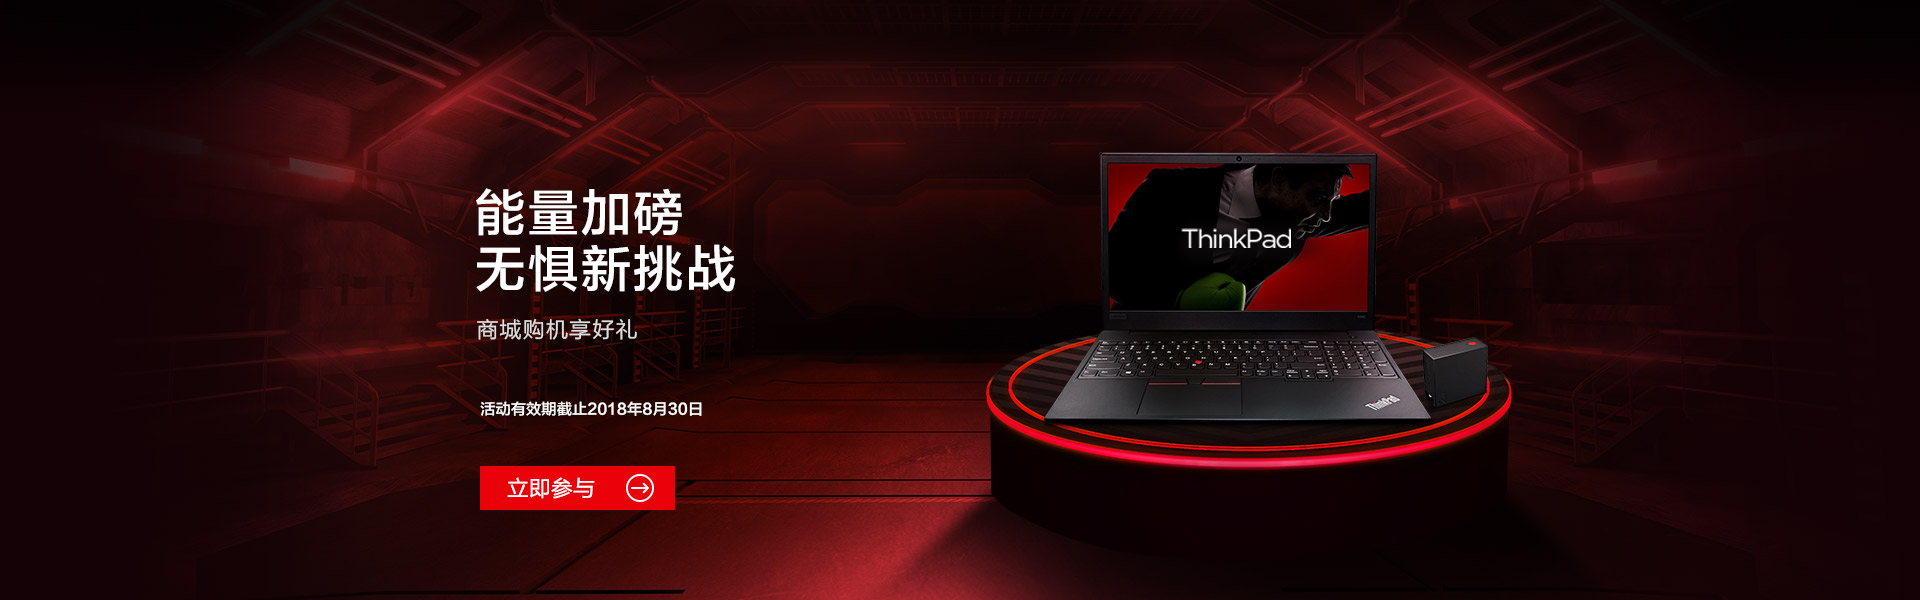 能量加磅
无惧新挑战
商城购机享好礼
活动有效期截止2018年8月30日
立即参与
ThinkPad
ThinkPad